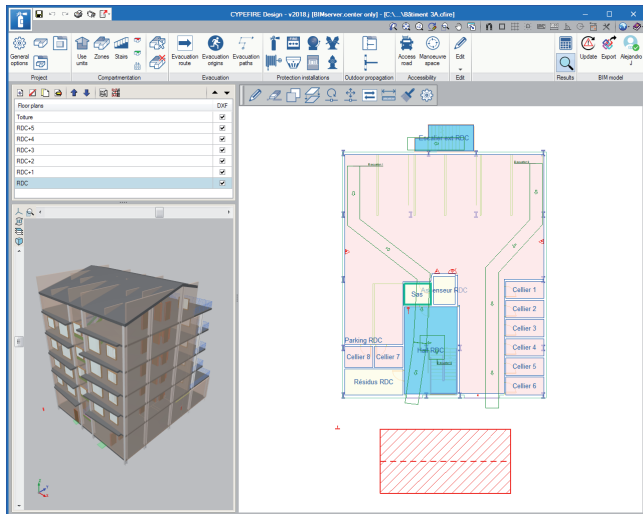 CYPEFIRE Design - v2018.j [BIMserver.center only] - [C:\...\Bâtiment 3A.cfire]
General options
Use units
Zones
Stairs
Evacuation route
Evacuation origins
Evacuation paths
Access road
Manoeuvre space
Edit
Update
Export
Alejandro J
Project
Compartmentation
Evacuation
Protection installations
Outdoor propagation
Accessibility
Edit
Results
BIM model
Floor plans
DXF
Toiture
RDC+5
RDC+4
RDC+3
RDC+2
RDC+1
RDC
Escalier ext RDC
Sas
Ascenseur RDC
Cellier 1
Cellier 2
Cellier 3
Cellier 4
Cellier 5
Cellier 6
Parking RDC
Cellier 8
Cellier 7
Hall RDC
Résidus RDC